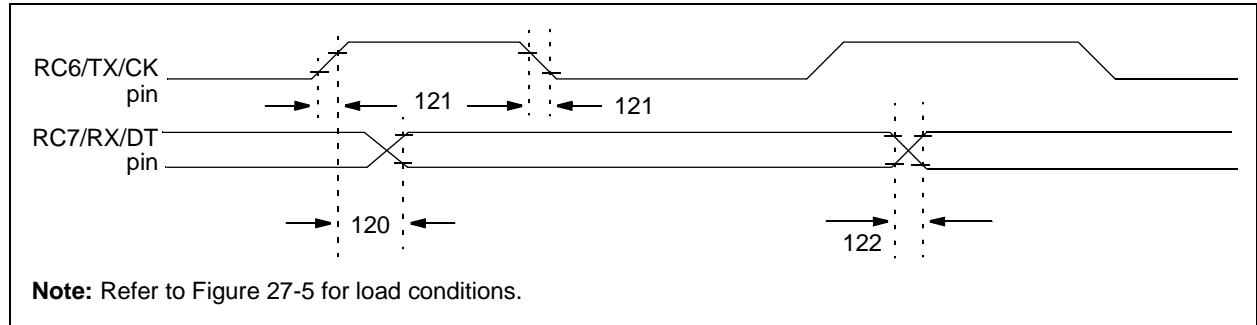 RC6/TX/CK
pin
121
121
RC7/RX/DT
pin
120
122
Note: Refer to Figure 27-5 for load conditions.